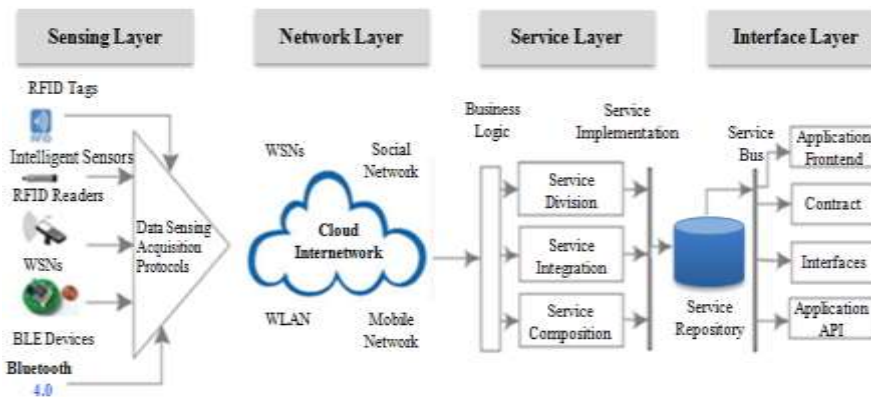 Sensing Layer
Network Layer
Service Layer
Interface Layer
RFID Tags
RFID
Intelligent Sensors
RFID Readers
WSNs
BLE Devices
Bluetooth
4.0
Data Sensing
Acquisition
Protocols
WSNs
Social
Network
Cloud
Internetwork
WLAN
Mobile
Network
Business
Logic
Service
Implementation
Service
Division
Service
Integration
Service
Composition
Service
Repository
Service
Bus
Application
Frontend
Contract
Interfaces
Application
API